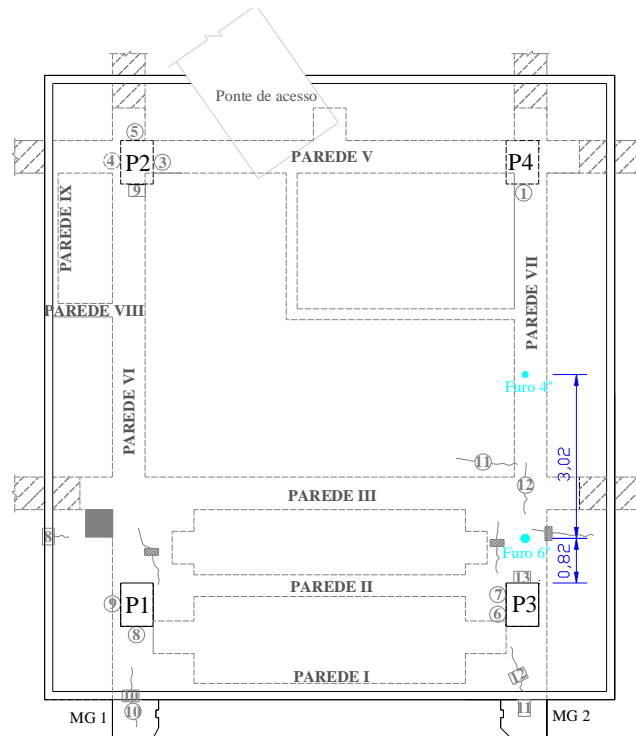 Ponte de acesso
5
4 P2 3
PAREDE V
P4
9
1
PAREDE IX
PAREDE VIII
PAREDE VI
PAREDE VII
Furo 4"
3,02
11
12
PAREDE III
8
Furo 6"
0,82
13
PAREDE II
9 P1
7
6 P3
8
PAREDE I
12
10
10
11
MG 1
MG 2